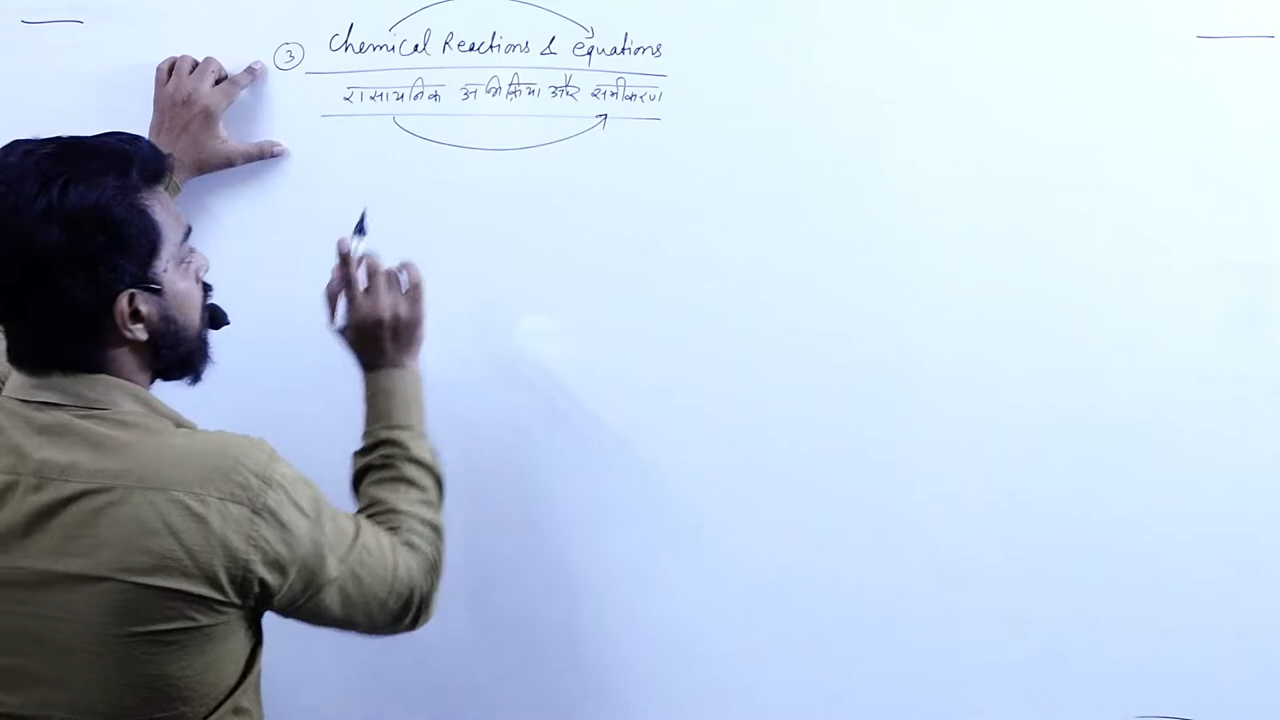 ③ Chemical Reactions & equations
रासायनिक अभिक्रिया और समीकरण